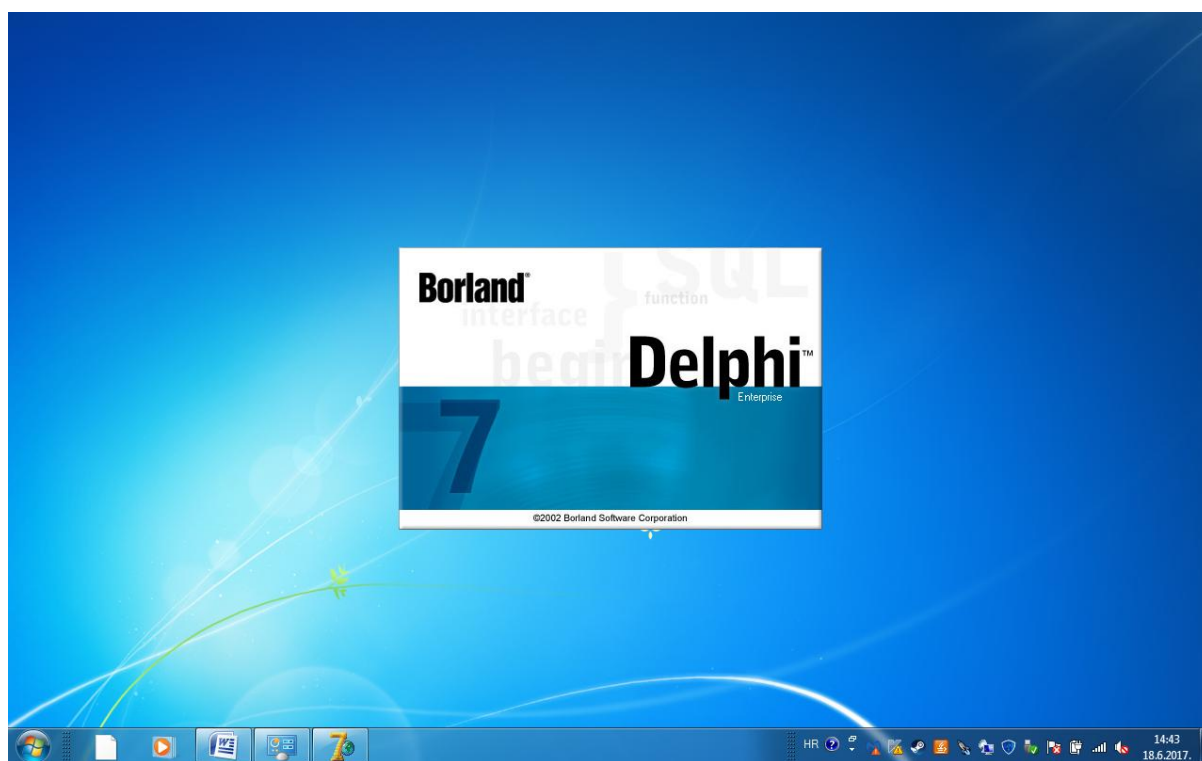 Borland®
SQL
function
interface
begin
Delphi™
Enterprise
7
©2002 Borland Software Corporation
HR
14:43
18.6.2017.